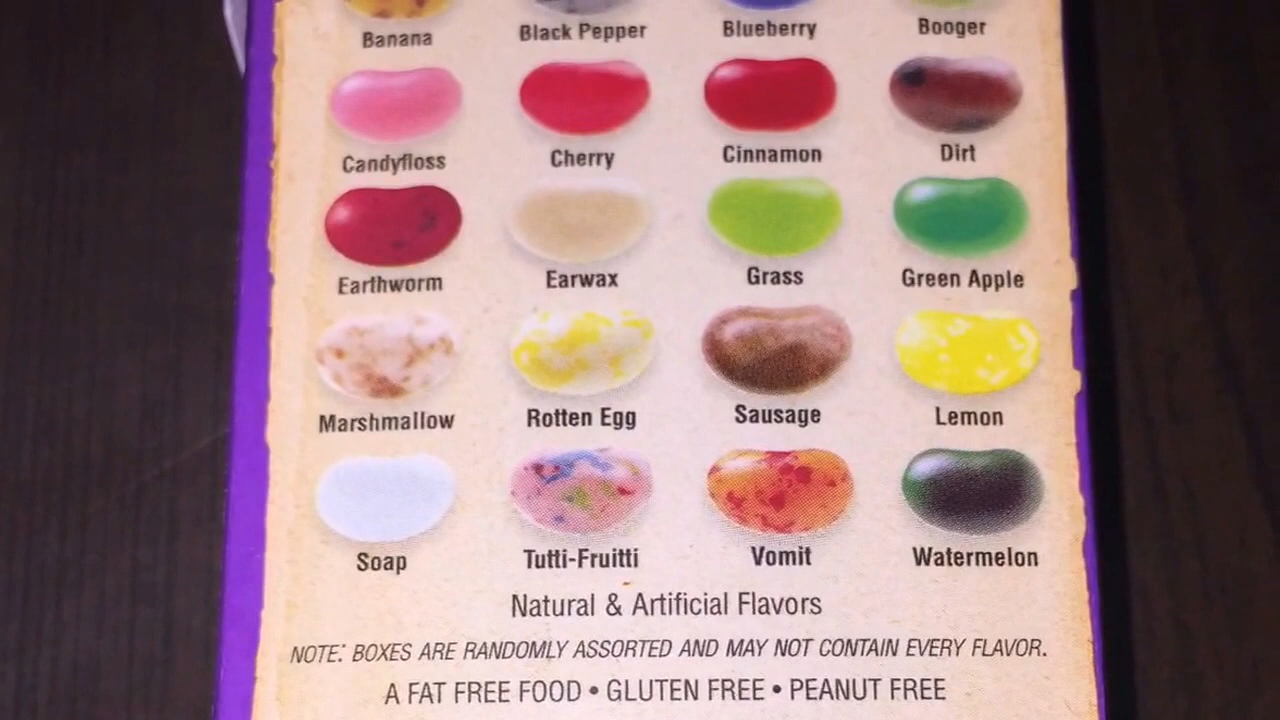 Banana Black Pepper Blueberry Booger
Candyfloss Cherry Cinnamon Dirt
Earthworm Earwax Grass Green Apple
Marshmallow Rotten Egg Sausage Lemon
Soap Tutti-Fruitti Vomit Watermelon
Natural & Artificial Flavors
NOTE: BOXES ARE RANDOMLY ASSORTED AND MAY NOT CONTAIN EVERY FLAVOR.
A FAT FREE FOOD • GLUTEN FREE • PEANUT FREE